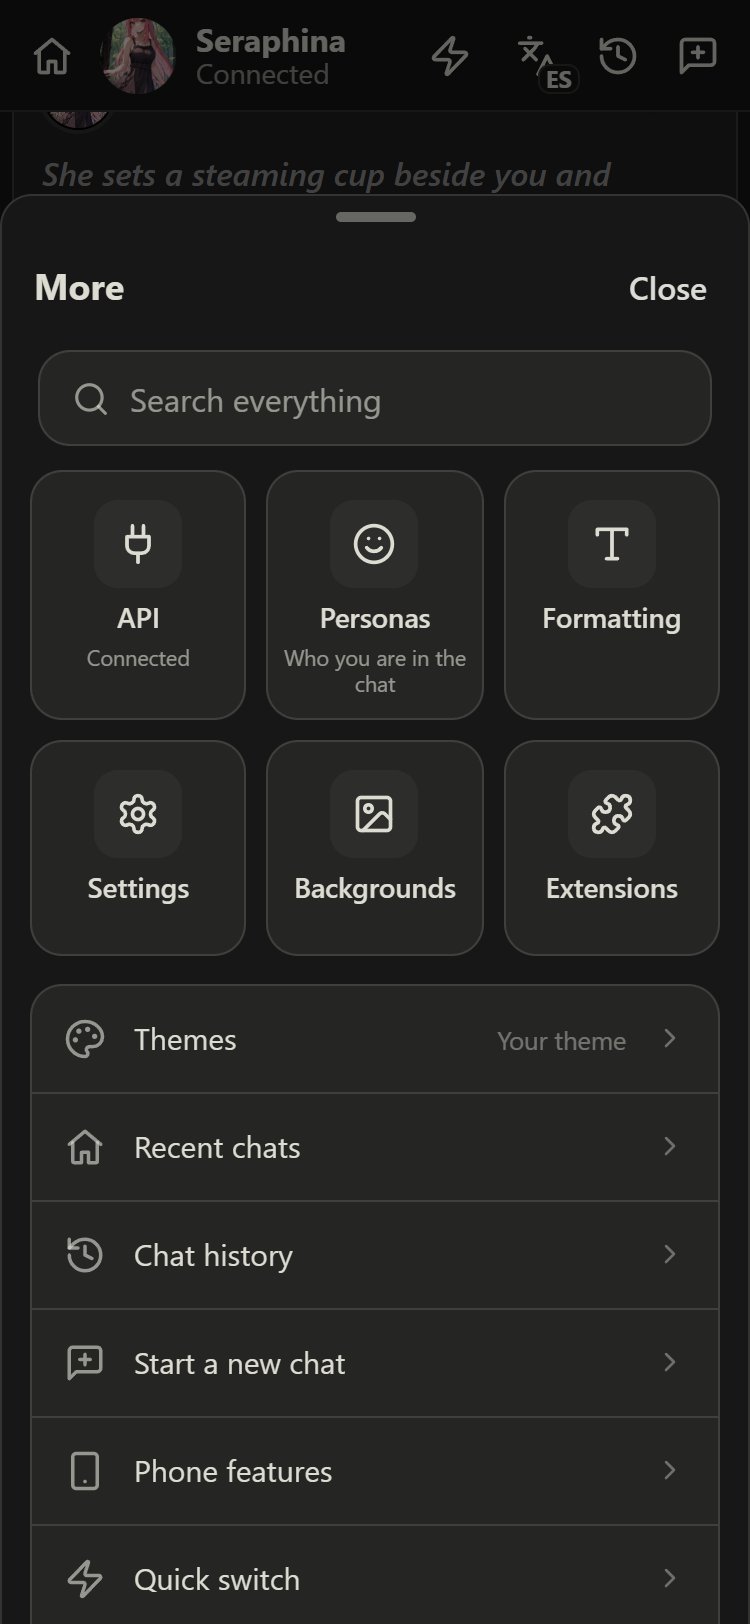 Seraphina
Connected
ES
She sets a steaming cup beside you and
More
Close
Search everything
API
Connected
Personas
Who you are in the
chat
Formatting
Settings
Backgrounds
Extensions
Themes
Your theme
Recent chats
Chat history
Start a new chat
Phone features
Quick switch